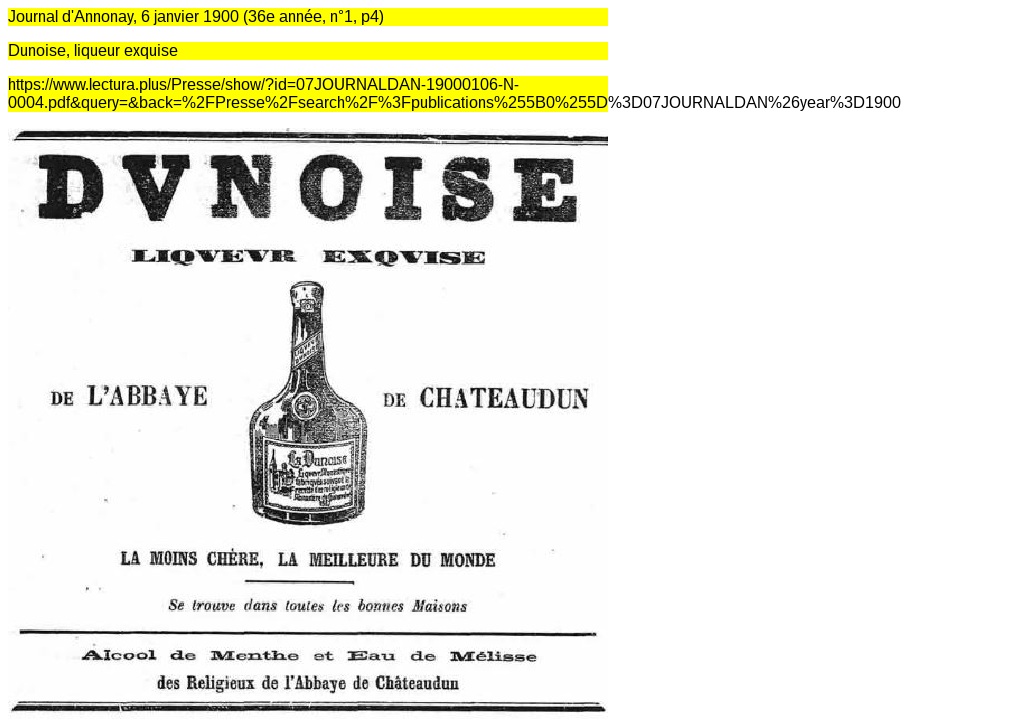 Journal d'Annonay, 6 janvier 1900 (36e année, n°1, p4)
Dunoise, liqueur exquise
https://www.lectura.plus/Presse/show/?id=07JOURNALDAN-19000106-N-
0004.pdf&query=&back=%2FPresse%2Fsearch%2F%3Fpublications%255B0%255D%3D07JOURNALDAN%26year%3D1900
DVNOISE
LIQVEVR EXQVISE
DE L'ABBAYE DE CHATEAUDUN
La Dunoise
LA MOINS CHÈRE, LA MEILLEURE DU MONDE
Se trouve dans toutes les bonnes Maisons
Alcool de Menthe et Eau de Mélisse
des Religieux de l'Abbaye de Châteaudun